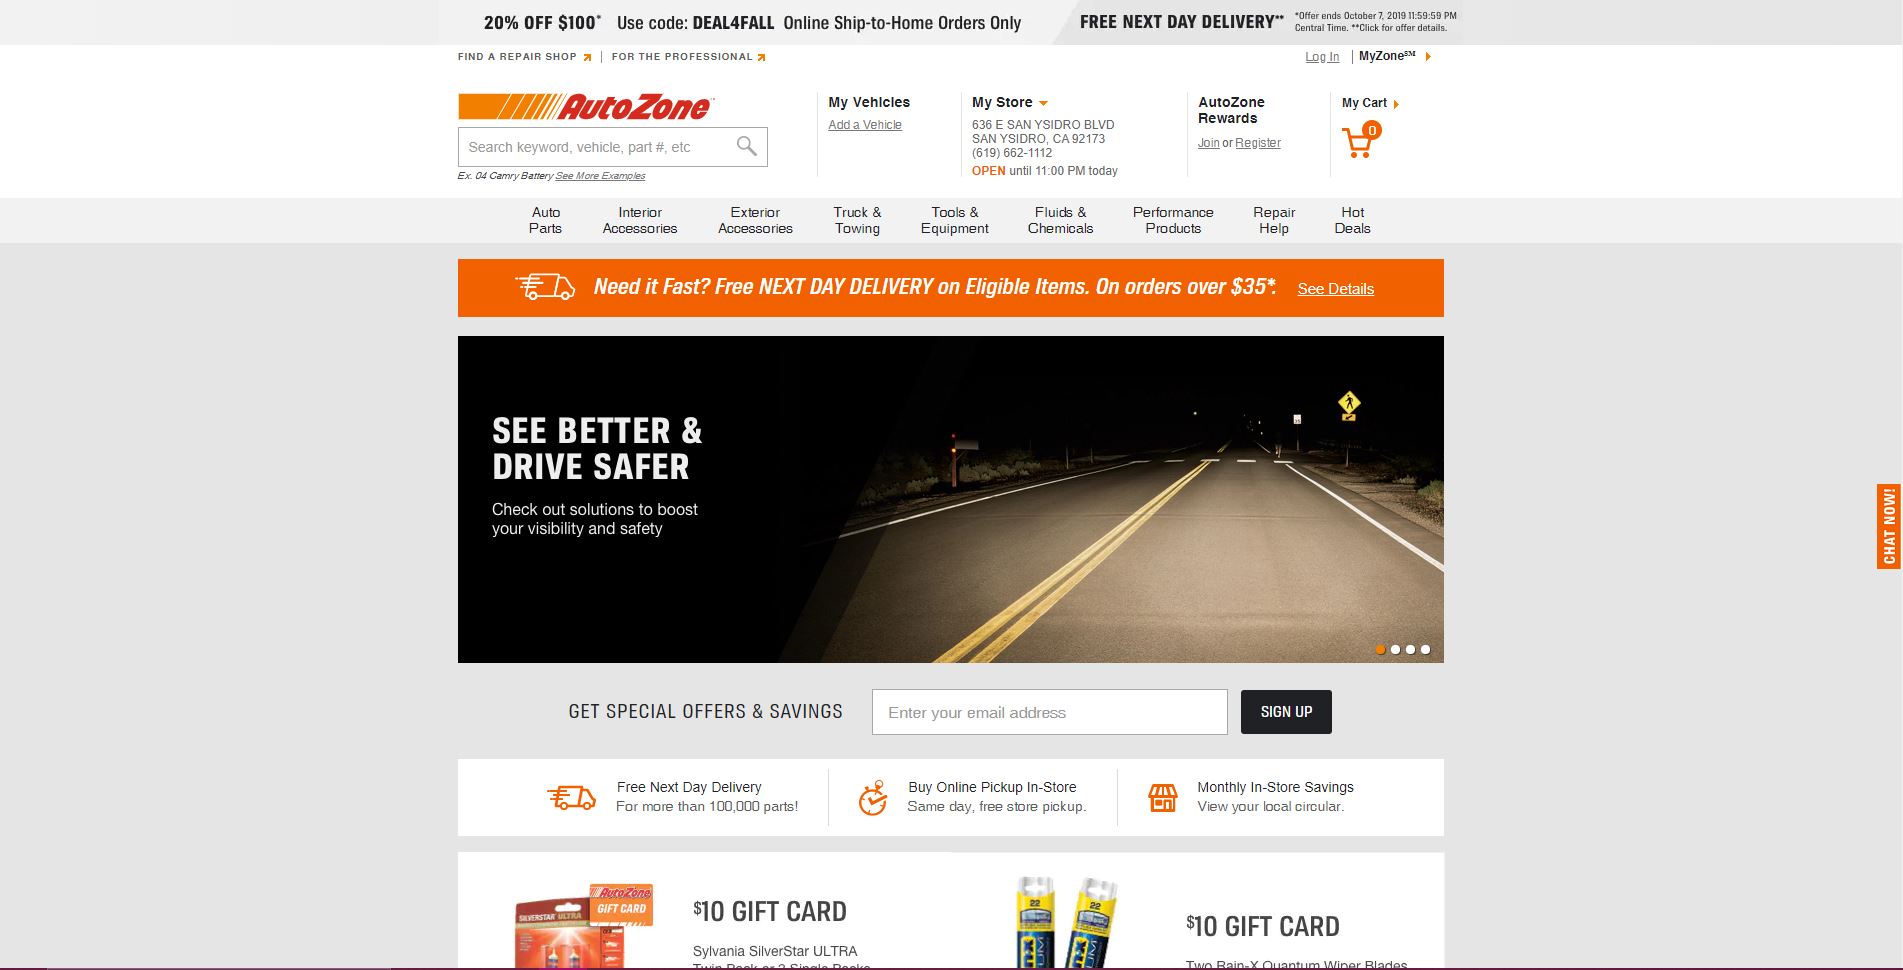 20% OFF $100* Use code: DEAL4FALL Online Ship-to-Home Orders Only
FREE NEXT DAY DELIVERY**
*Offer ends October 7, 2019 11:59:59 PM
Central Time. **Click for offer details.
FIND A REPAIR SHOP | FOR THE PROFESSIONAL
Log In | MyZone℠
AutoZone
Search keyword, vehicle, part #, etc
Ex. 04 Camry Battery See More Examples
My Vehicles
Add a Vehicle
My Store
636 E SAN YSIDRO BLVD
SAN YSIDRO, CA 92173
(619) 662-1112
OPEN until 11:00 PM today
AutoZone
Rewards
Join or Register
My Cart
0
Auto
Parts
Interior
Accessories
Exterior
Accessories
Truck &
Towing
Tools &
Equipment
Fluids &
Chemicals
Performance
Products
Repair
Help
Hot
Deals
Need it Fast? Free NEXT DAY DELIVERY on Eligible Items. On orders over $35*. See Details
SEE BETTER &
DRIVE SAFER
Check out solutions to boost
your visibility and safety
CHAT NOW!
GET SPECIAL OFFERS & SAVINGS
Enter your email address
SIGN UP
Free Next Day Delivery
For more than 100,000 parts!
Buy Online Pickup In-Store
Same day, free store pickup.
Monthly In-Store Savings
View your local circular.
AutoZone
GIFT CARD
SILVERSTAR ULTRA
$10 GIFT CARD
Sylvania SilverStar ULTRA
Twin Pack or 2 Single Packs
22
22
$10 GIFT CARD
Two Rain-X Quantum Wiper Blades